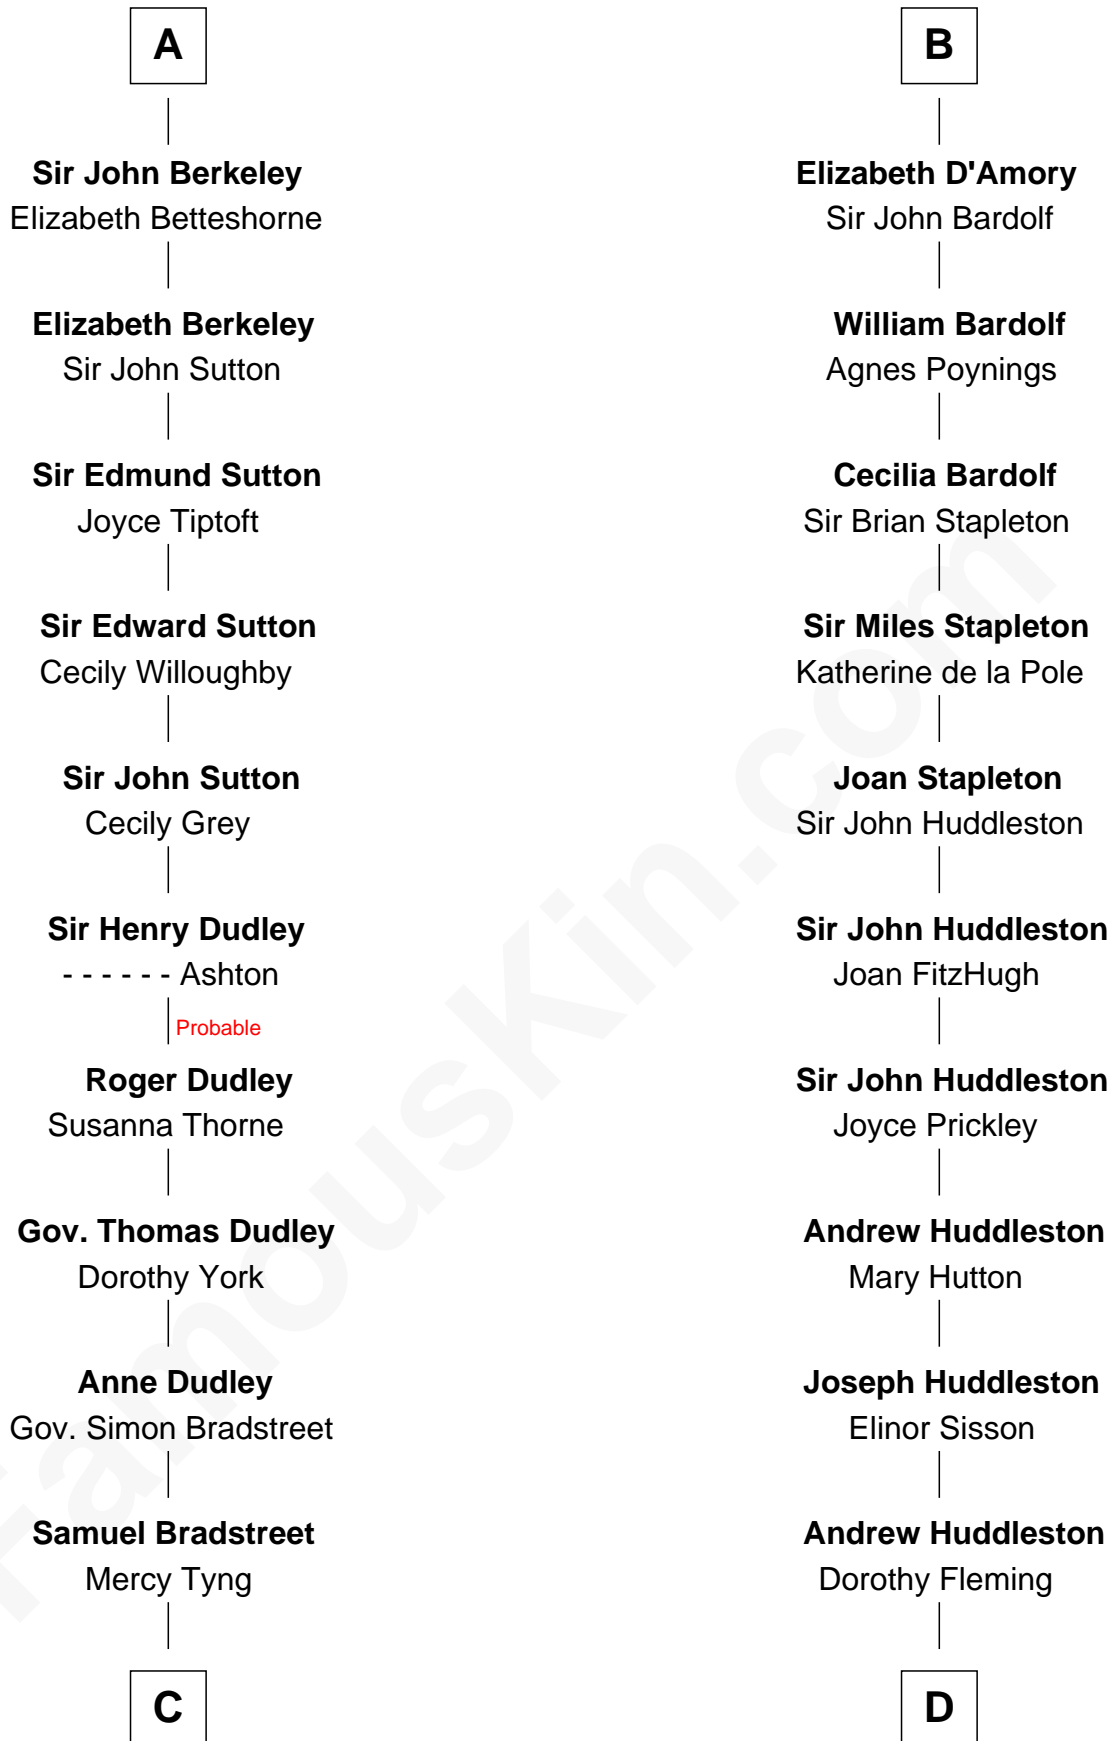 A
Sir John Berkeley
Elizabeth Betteshorne
Elizabeth Berkeley
Sir John Sutton
Sir Edmund Sutton
Joyce Tiptoft
Sir Edward Sutton
Cecily Willoughby
Sir John Sutton
Cecily Grey
Sir Henry Dudley
- - - - - - Ashton
Probable
Roger Dudley
Susanna Thorne
Gov. Thomas Dudley
Dorothy York
Anne Dudley
Gov. Simon Bradstreet
Samuel Bradstreet
Mercy Tyng
C
B
Elizabeth D'Amory
Sir John Bardolf
William Bardolf
Agnes Poynings
Cecilia Bardolf
Sir Brian Stapleton
Sir Miles Stapleton
Katherine de la Pole
Joan Stapleton
Sir John Huddleston
Sir John Huddleston
Joan FitzHugh
Sir John Huddleston
Joyce Prickley
Andrew Huddleston
Mary Hutton
Joseph Huddleston
Elinor Sisson
Andrew Huddleston
Dorothy Fleming
D
FamousKin.com